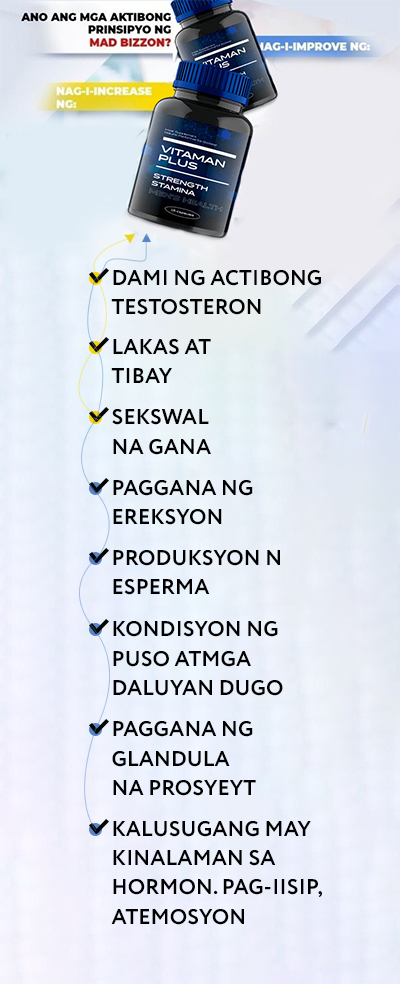 ANO ANG MGA AKTIBONG
PRINSIPYO NG
MAD BIZZON?
MAG-I-IMPROVE NG:
NAG-I-INCREASE
NG:
VITAMAN
PLUS
VITAMAN
PLUS
STRENGTH
STAMINA
MEN'S HEALTH
DAMI NG ACTIBONG
TESTOSTERON
LAKAS AT
TIBAY
SEKSWAL
NA GANA
PAGGANA NG
EREKSYON
PRODUKSYON N
ESPERMA
KONDISYON NG
PUSO ATMGA
DALUYAN DUGO
PAGGANA NG
GLANDULA
NA PROSYEYT
KALUSUGANG MAY
KINALAMAN SA
HORMON. PAG-IISIP,
ATEMOSYON